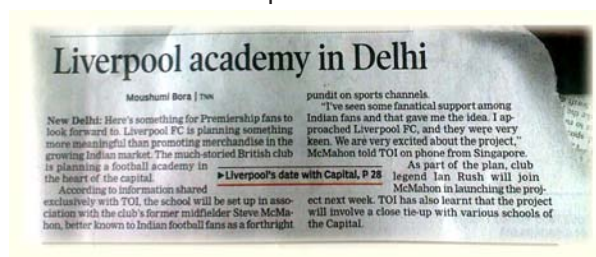 Liverpool academy in Delhi
Moushumi Bora | TNN
New Delhi: Here's something for Premiership fans to
look forward to. Liverpool FC is planning something
more meaningful than promoting merchandise in the
growing Indian market. The much-storied British club
is planning a football academy in
the heart of the capital.
According to information shared
exclusively with TOI, the school will be set up in asso-
ciation with the club's former midfielder Steve McMa-
hon, better known to Indian football fans as a forthright
►Liverpool's date with Capital, P 28
pundit on sports channels.
"I've seen some fanatical support among
Indian fans and that gave me the idea. I ap-
proached Liverpool FC, and they were very
keen. We are very excited about the project,"
McMahon told TOI on phone from Singapore.
As part of the plan, club
legend Ian Rush will join
McMahon in launching the proj-
ect next week. TOI has also learnt that the project
will involve a close tie-up with various schools of
the Capital.